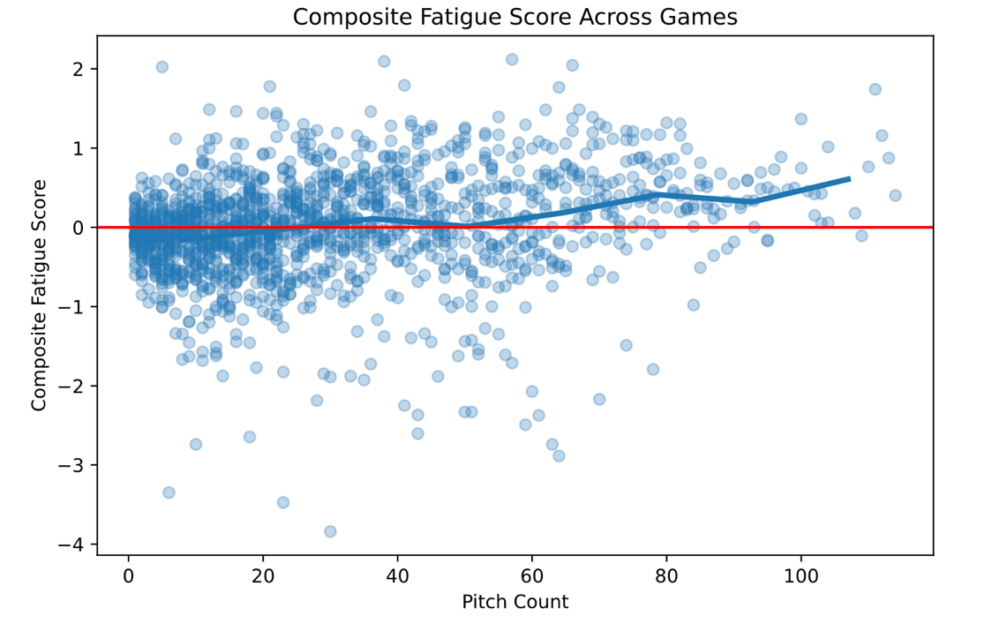 Composite Fatigue Score Across Games
Composite Fatigue Score
2
1
0
−1
−2
−3
−4
0 20 40 60 80 100
Pitch Count